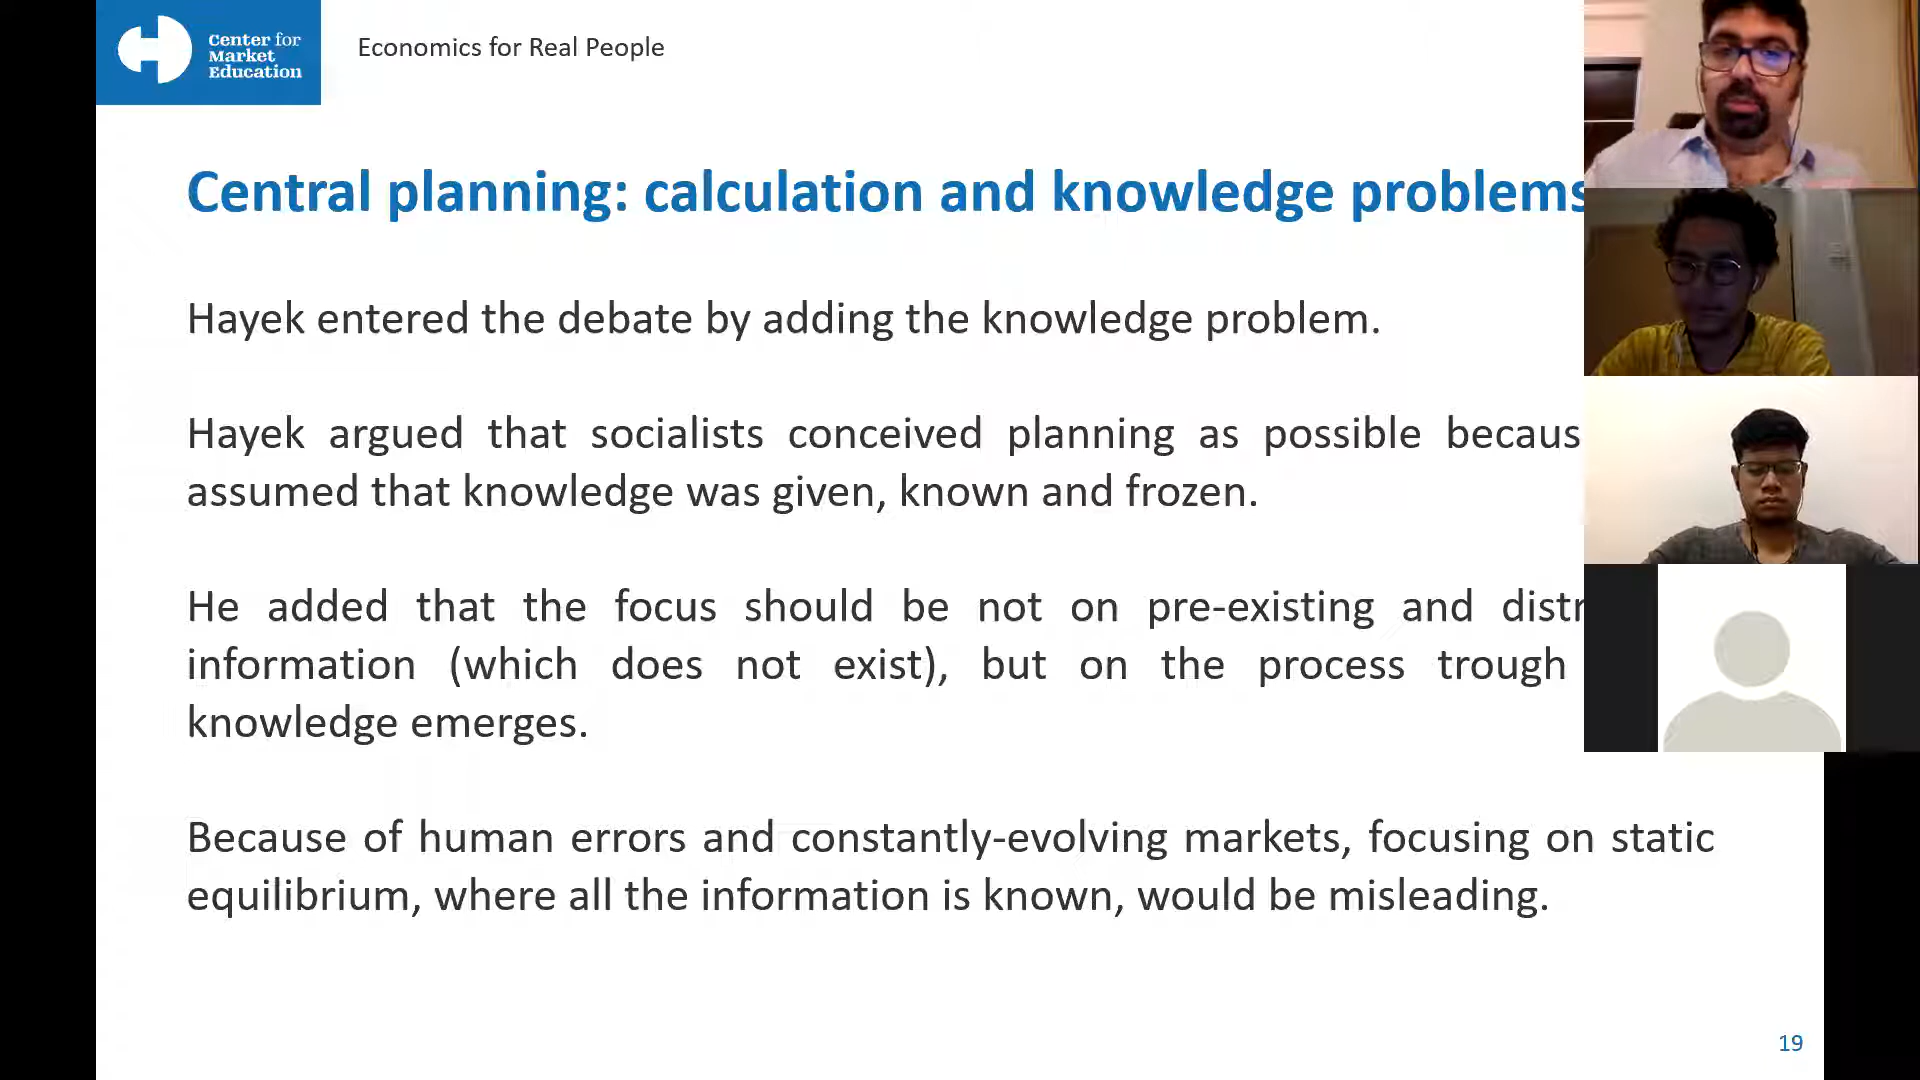 Center for
Market
Education
Economics for Real People
Central planning: calculation and knowledge problems
Hayek entered the debate by adding the knowledge problem.
Hayek argued that socialists conceived planning as possible becaus
assumed that knowledge was given, known and frozen.
He added that the focus should be not on pre-existing and distr
information (which does not exist), but on the process trough
knowledge emerges.
Because of human errors and constantly-evolving markets, focusing on static
equilibrium, where all the information is known, would be misleading.
19